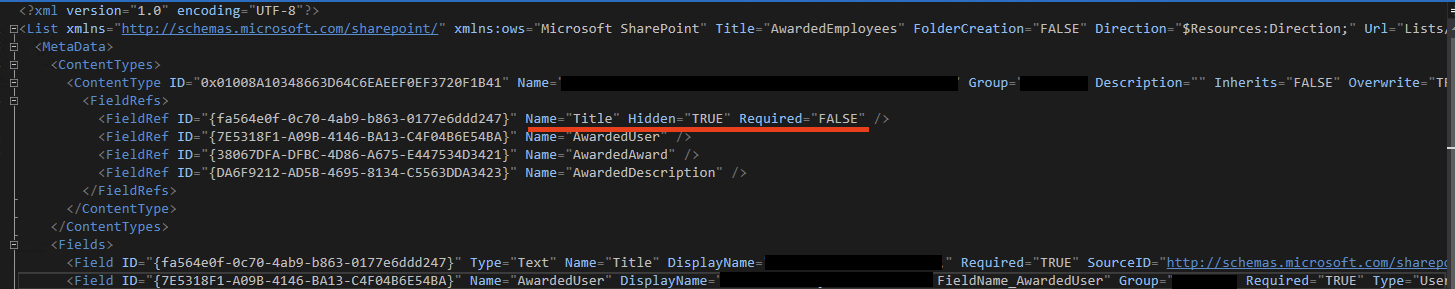 <?xml version="1.0" encoding="UTF-8"?>
<List xmlns="http://schemas.microsoft.com/sharepoint/" xmlns:ows="Microsoft SharePoint" Title="AwardedEmployees" FolderCreation="FALSE" Direction="$Resources:Direction;" Url="Lists/
<MetaData>
<ContentTypes>
<ContentType ID="0x01008A10348663D64C6EAEEF0EF3720F1B41" Name=" Group=" Description="" Inherits="FALSE" Overwrite="TR
<FieldRefs>
<FieldRef ID="{fa564e0f-0c70-4ab9-b863-0177e6ddd247}" Name="Title" Hidden="TRUE" Required="FALSE" />
<FieldRef ID="{7E5318F1-A09B-4146-BA13-C4F04B6E54BA}" Name="AwardedUser" />
<FieldRef ID="{38067DFA-DFBC-4D86-A675-E447534D3421}" Name="AwardedAward" />
<FieldRef ID="{DA6F9212-AD5B-4695-8134-C5563DDA3423}" Name="AwardedDescription" />
</FieldRefs>
</ContentType>
</ContentTypes>
<Fields>
<Field ID="{fa564e0f-0c70-4ab9-b863-0177e6ddd247}" Type="Text" Name="Title" DisplayName= " Required="TRUE" SourceID="http://schemas.microsoft.com/sharepo
<Field ID="{7E5318F1-A09B-4146-BA13-C4F04B6E54BA}" Name="AwardedUser" DisplayName= FieldName_AwardedUser" Group=" Required="TRUE" Type="User